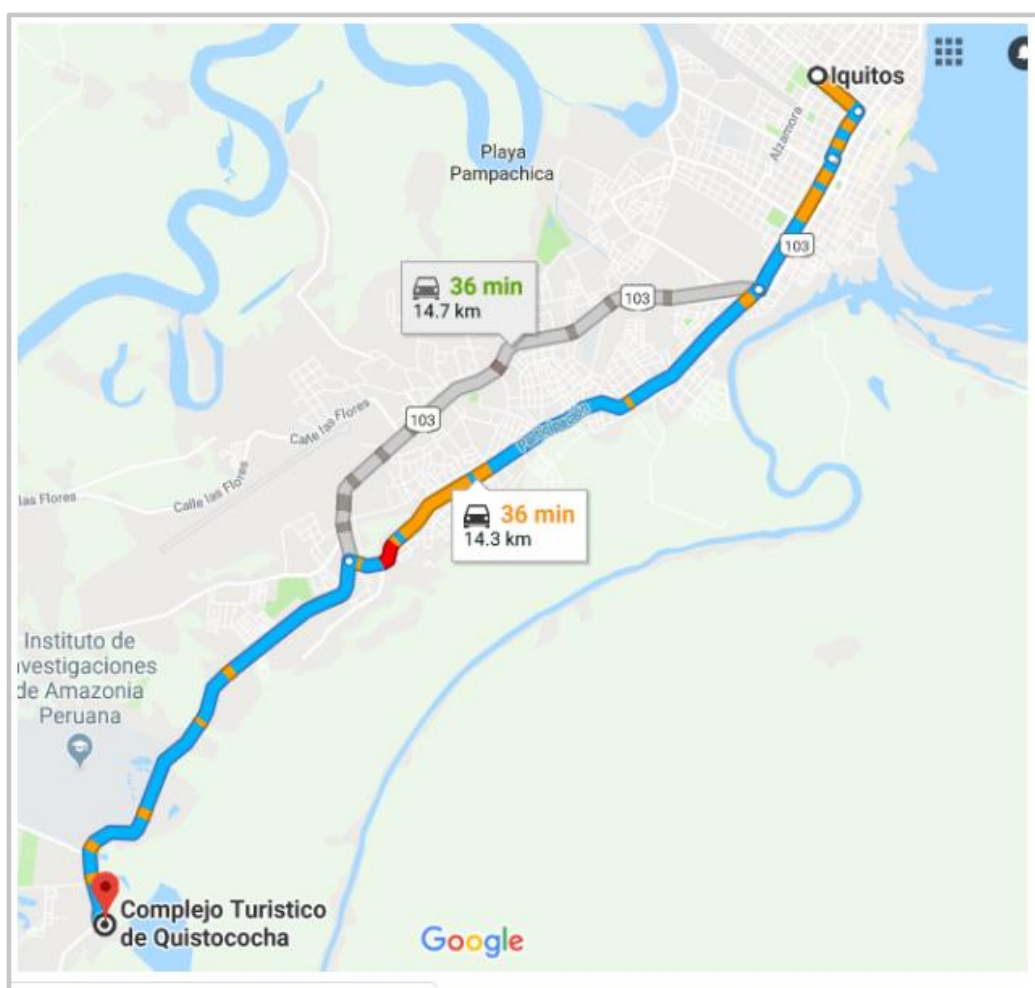 Iquitos
Alzamora
Playa
Pampachica
103
36 min
14.7 km
103
103
Calle las Flores
Calle las Flores
las Flores
36 min
14.3 km
Instituto de
nvestigaciones
de Amazonia
Peruana
Complejo Turistico
de Quistococha
Google